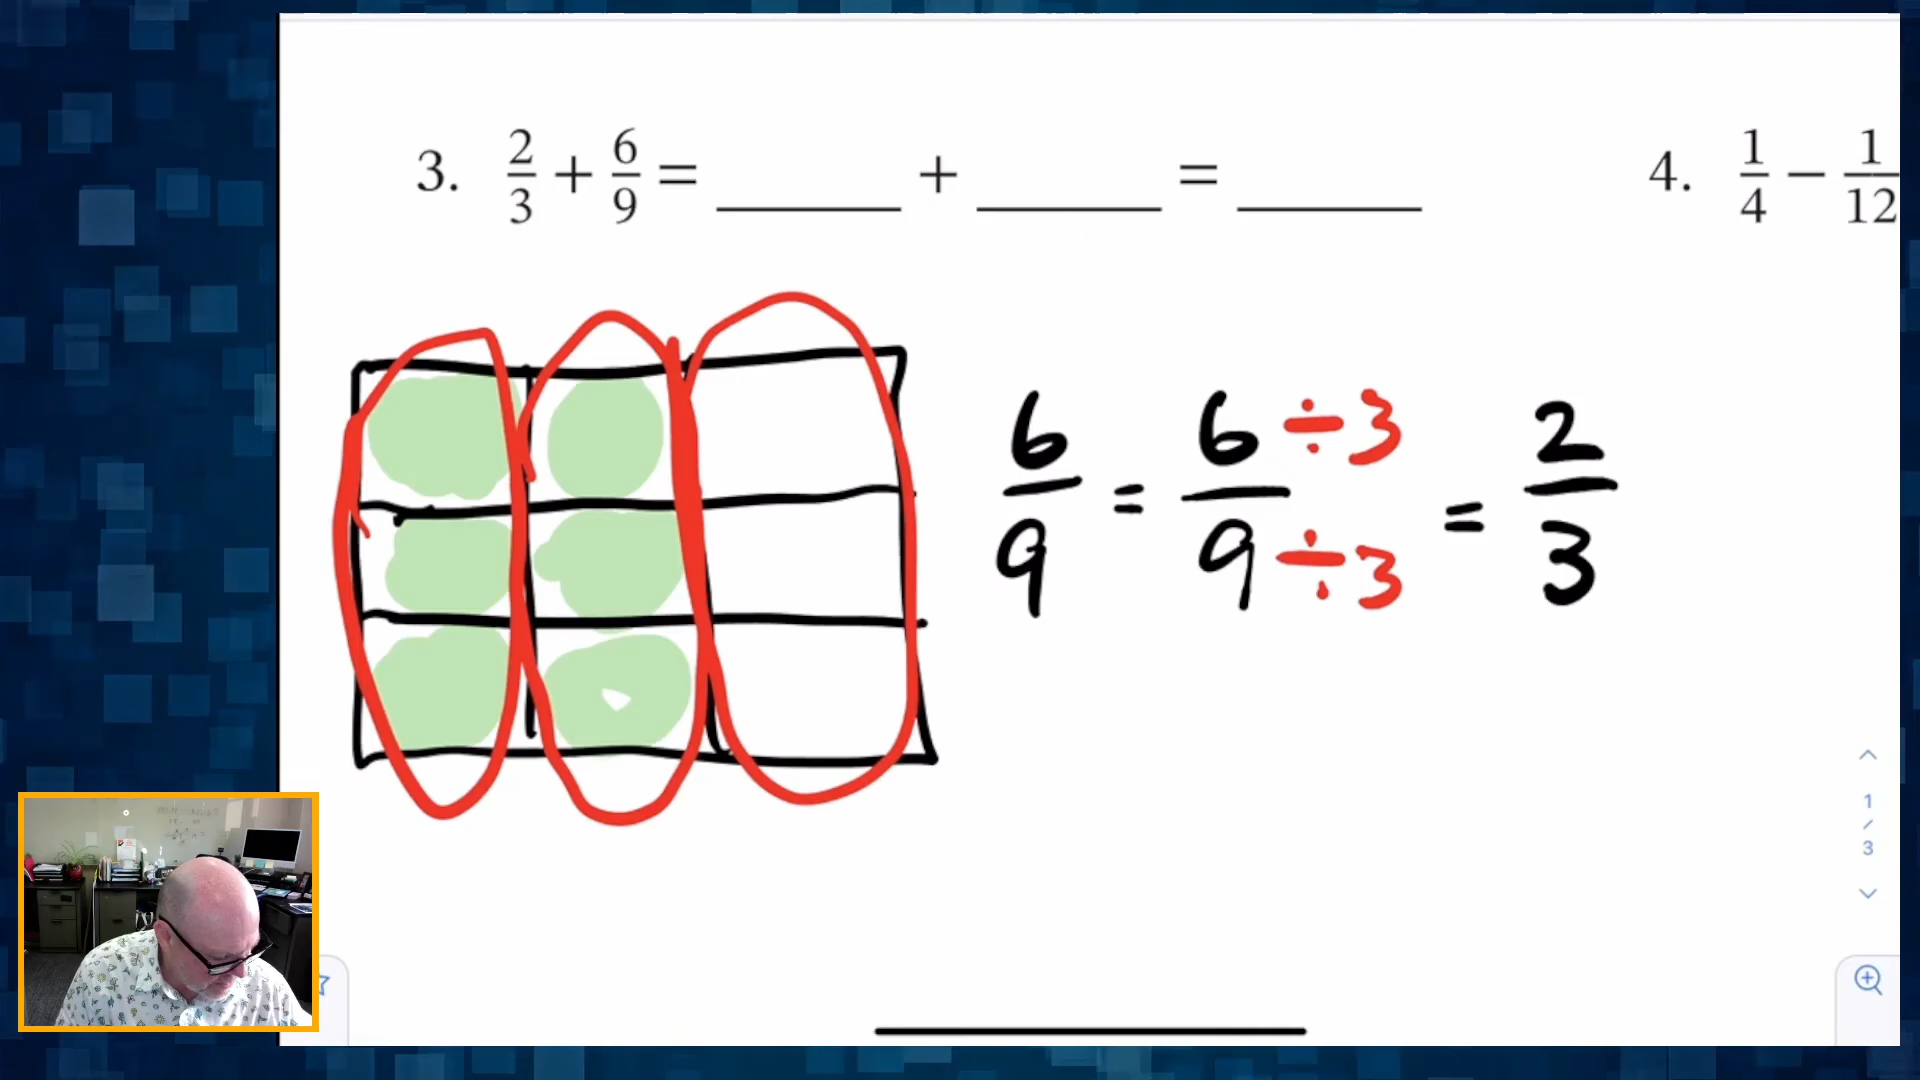 3. 2/3 + 6/9 = ______ + ______ = ______
4. 1/4 − 1/12
6/9 = 6÷3/9÷3 = 2/3
1
/
3